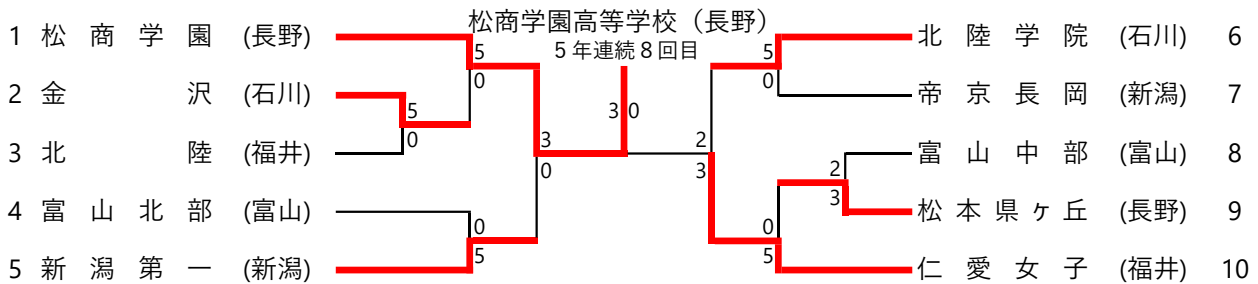 松商学園高等学校（長野）
５年連続８回目
1 松商学園 (長野)
2 金沢 (石川)
3 北陸 (福井)
4 富山北部 (富山)
5 新潟第一 (新潟)
5
0
5
0
3
0
0
5
3 0
5
0
2
3
2
3
0
5
北陸学院 (石川) 6
帝京長岡 (新潟) 7
富山中部 (富山) 8
松本県ヶ丘 (長野) 9
仁愛女子 (福井) 10